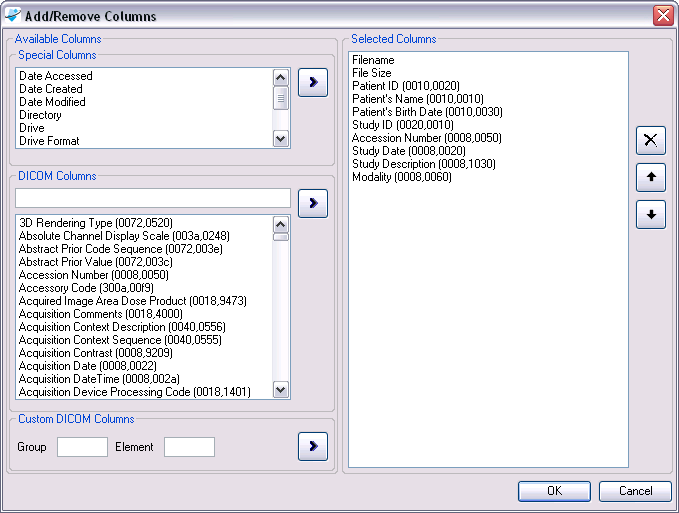 Add/Remove Columns
Available Columns
Special Columns
Date Accessed
Date Created
Date Modified
Directory
Drive
Drive Format
DICOM Columns
3D Rendering Type (0072,0520)
Absolute Channel Display Scale (003a,0248)
Abstract Prior Code Sequence (0072,003e)
Abstract Prior Value (0072,003c)
Accession Number (0008,0050)
Accessory Code (300a,00f9)
Acquired Image Area Dose Product (0018,9473)
Acquisition Comments (0018,4000)
Acquisition Context Description (0040,0556)
Acquisition Context Sequence (0040,0555)
Acquisition Contrast (0008,9209)
Acquisition Date (0008,0022)
Acquisition DateTime (0008,002a)
Acquisition Device Processing Code (0018,1401)
Custom DICOM Columns
Group Element
Selected Columns
Filename
File Size
Patient ID (0010,0020)
Patient's Name (0010,0010)
Patient's Birth Date (0010,0030)
Study ID (0020,0010)
Accession Number (0008,0050)
Study Date (0008,0020)
Study Description (0008,1030)
Modality (0008,0060)
OK Cancel